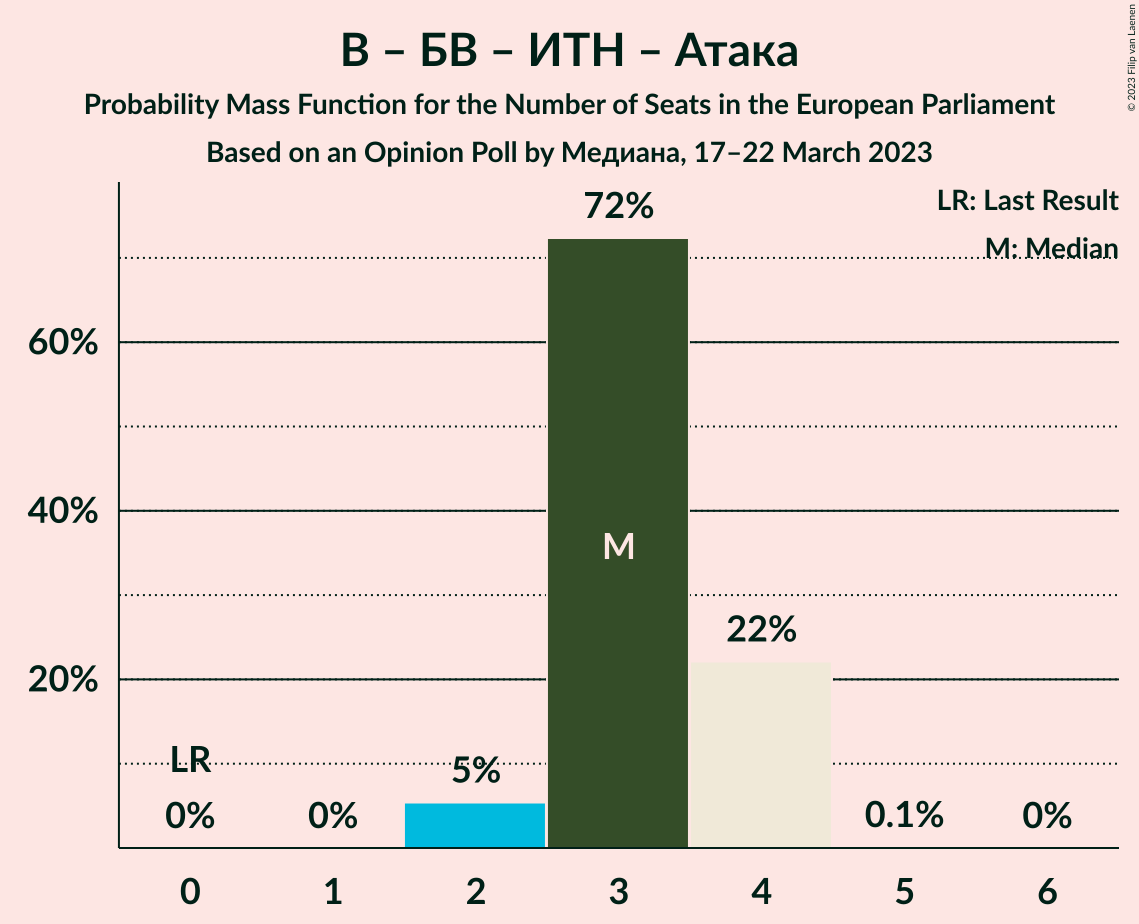 В – БВ – ИТН – Атака
Probability Mass Function for the Number of Seats in the European Parliament
Based on an Opinion Poll by Медиана, 17–22 March 2023
© 2023 Filip van Laenen
LR: Last Result
M: Median
72%
60%
40%
20%
M
22%
LR
5%
0%
0%
0.1%
0%
0 1 2 3 4 5 6